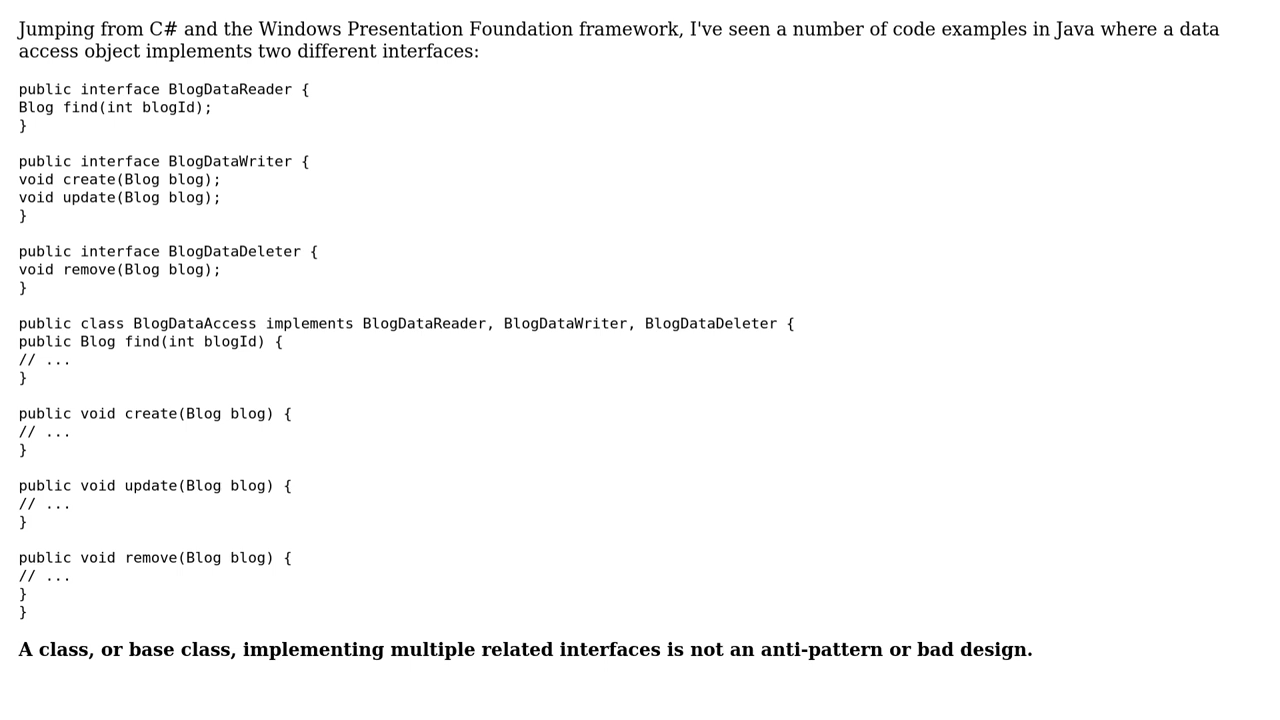 Jumping from C# and the Windows Presentation Foundation framework, I've seen a number of code examples in Java where a data
access object implements two different interfaces:
public interface BlogDataReader {
Blog find(int blogId);
}
public interface BlogDataWriter {
void create(Blog blog);
void update(Blog blog);
}
public interface BlogDataDeleter {
void remove(Blog blog);
}
public class BlogDataAccess implements BlogDataReader, BlogDataWriter, BlogDataDeleter {
public Blog find(int blogId) {
// ...
}
public void create(Blog blog) {
// ...
}
public void update(Blog blog) {
// ...
}
public void remove(Blog blog) {
// ...
}
}
A class, or base class, implementing multiple related interfaces is not an anti-pattern or bad design.